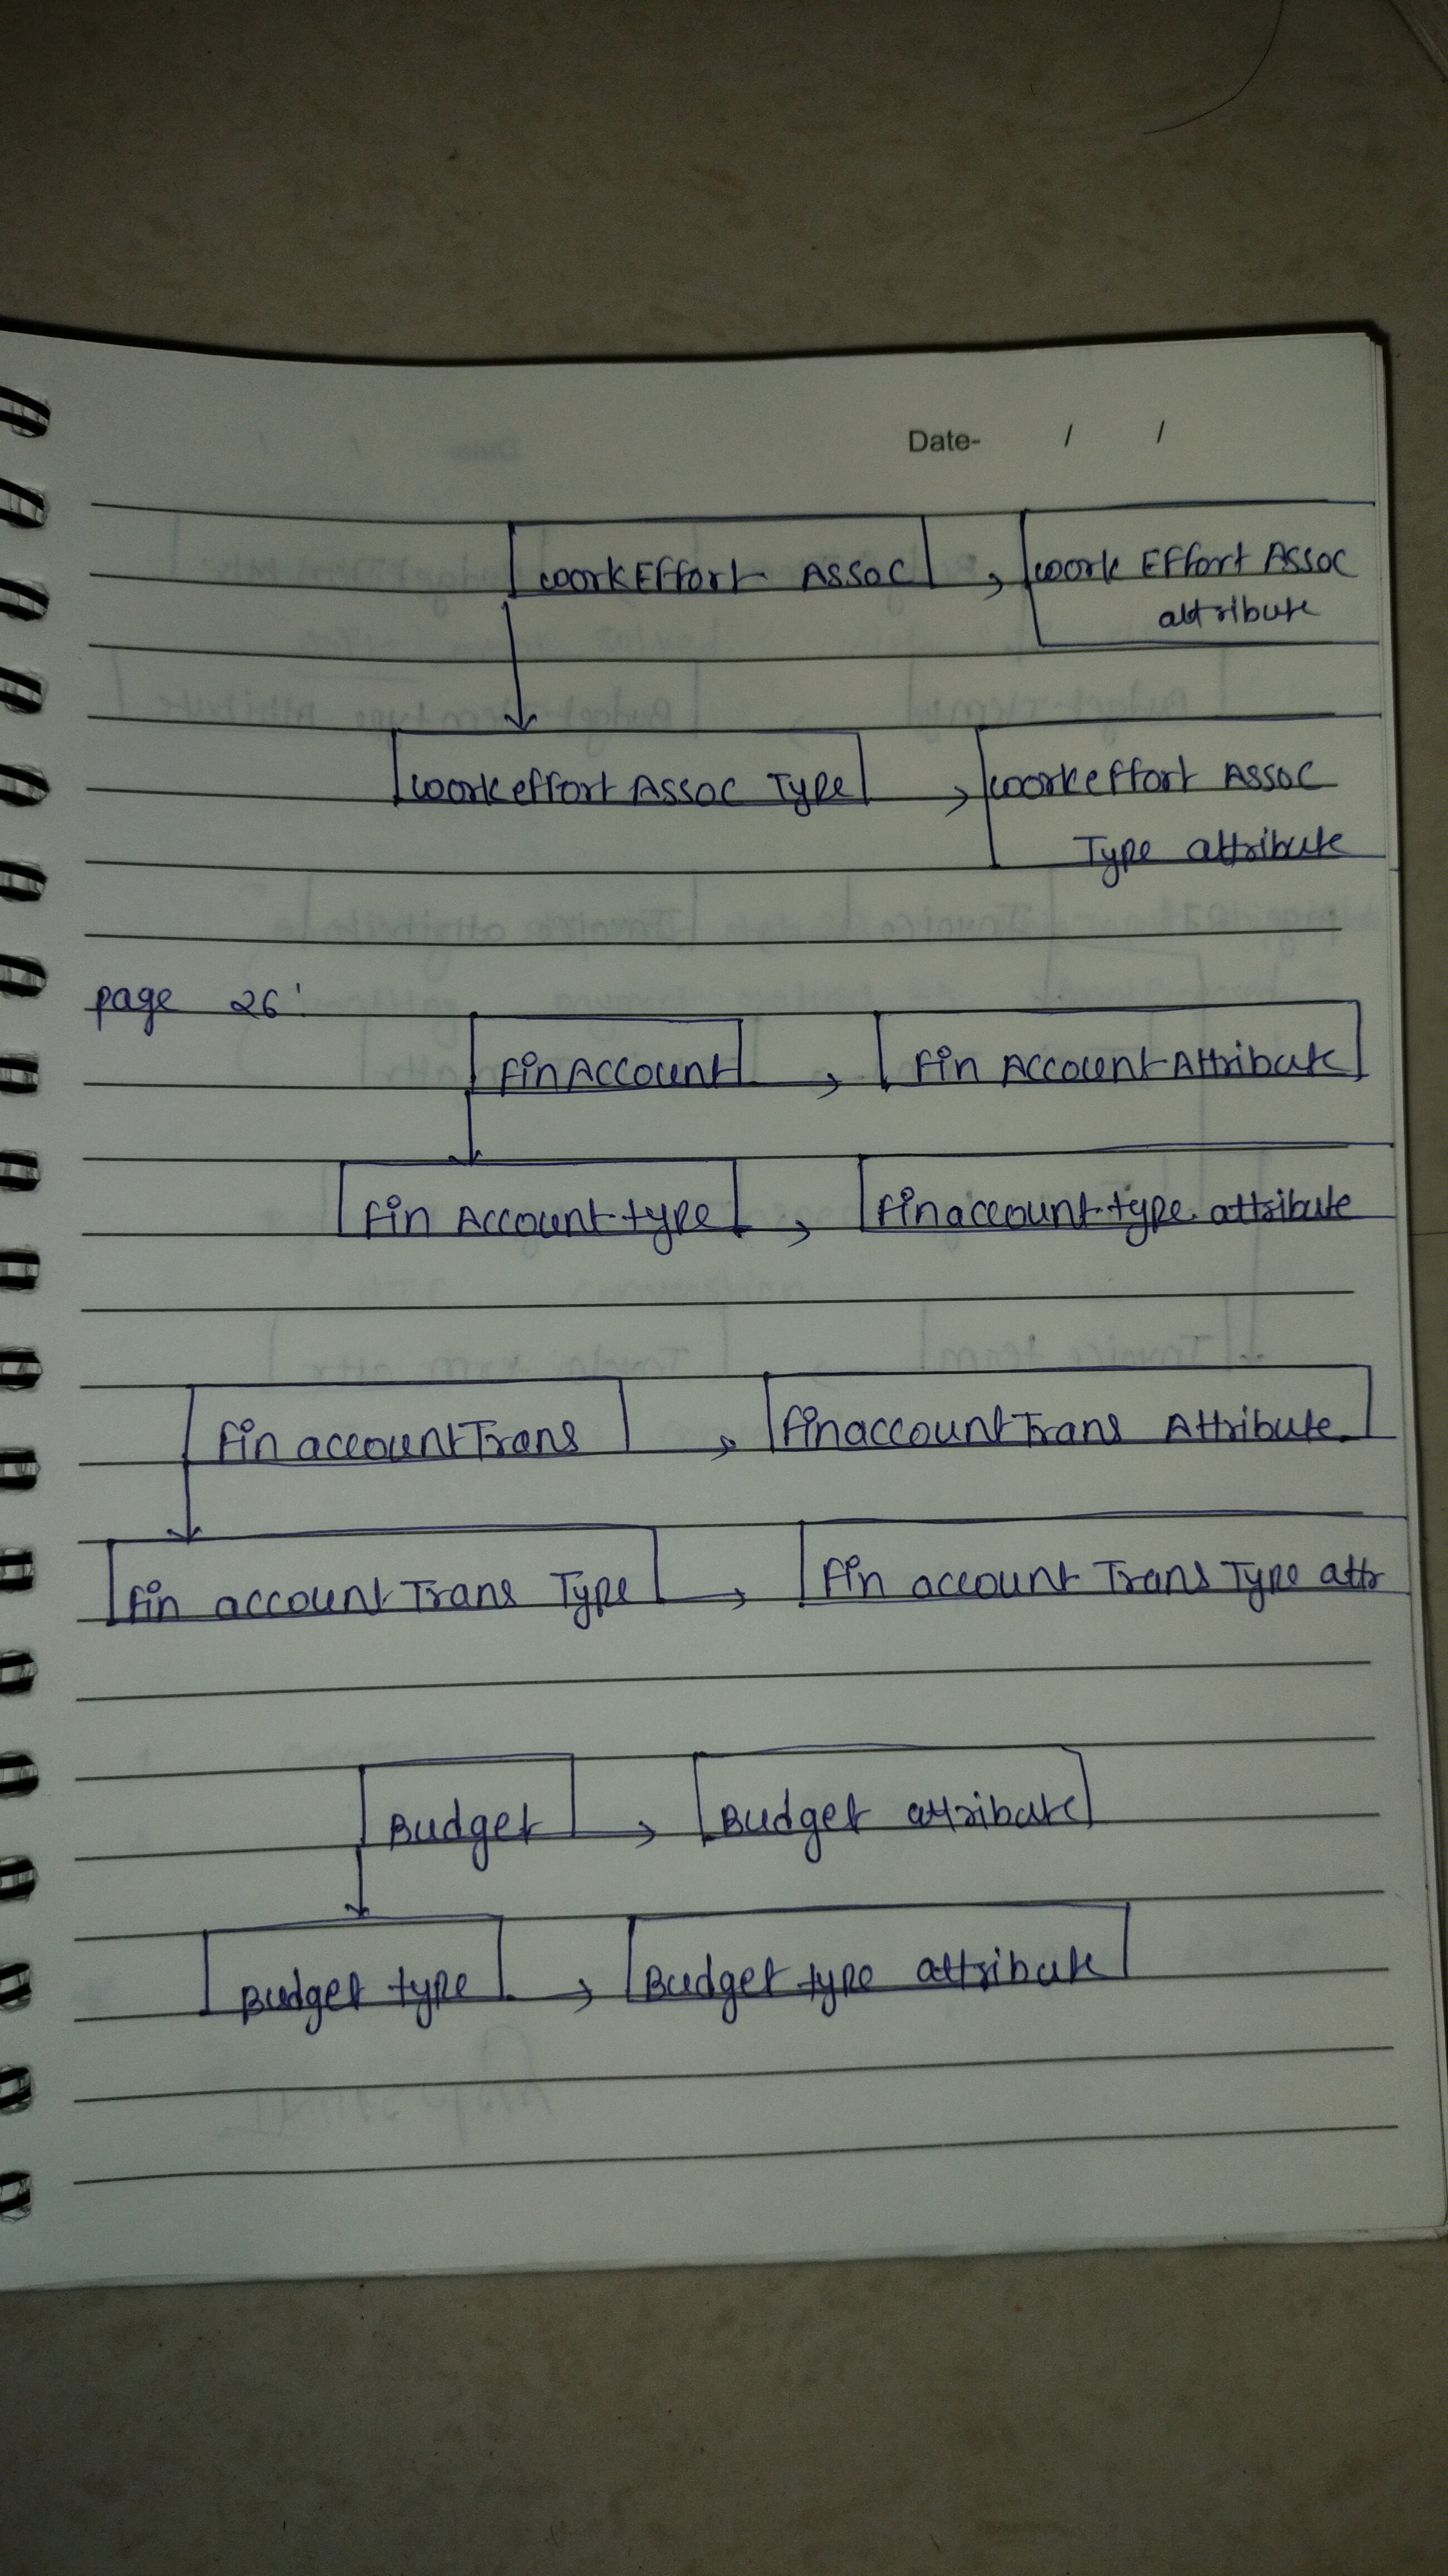 Date- / /
WorkEffort Assoc Work Effort Assoc
attribute
Workeffort Assoc Type Workeffort Assoc
Type attribute
page 26:
FinAccount Fin Account Attribute
Fin Account type Finaccount type attribute
Fin accountTrans FinaccountTrans Attribute
Fin account Trans Type Fin account Trans Type attr
Budget Budget attribute
Budget type Budget type attribute